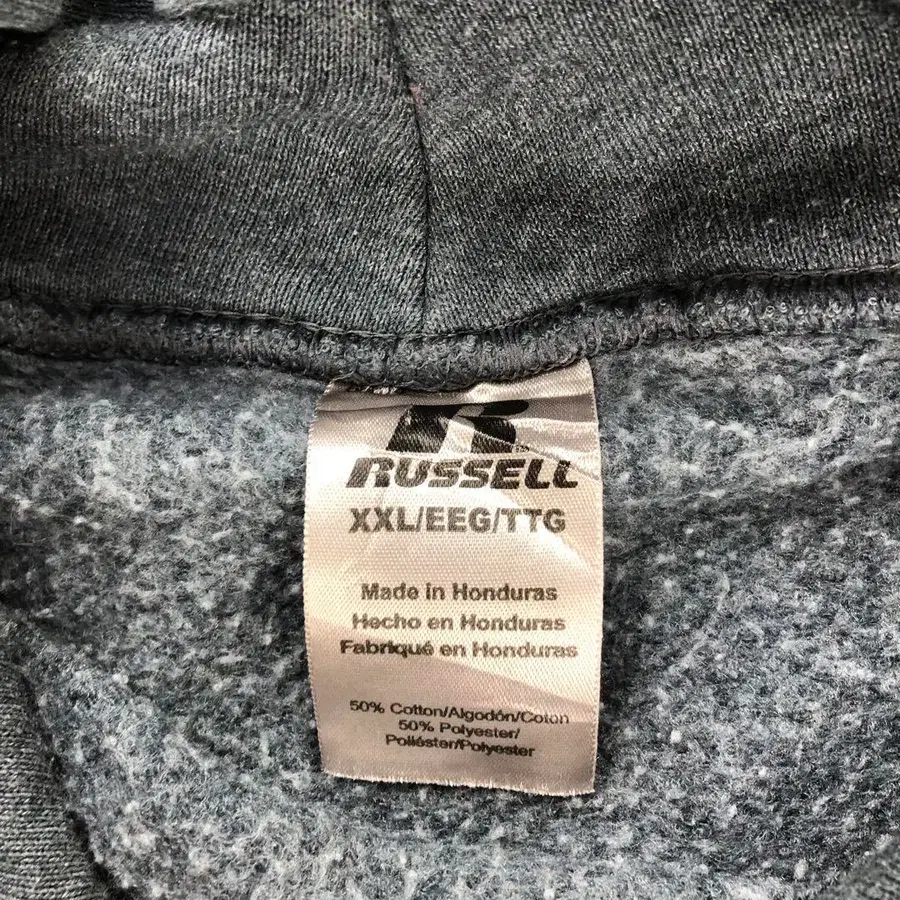 RUSSELL
XXL/EEG/TTG
Made in Honduras
Hecho en Honduras
Fabriqué en Honduras
50% Cotton/Algodón/Coton
50% Polyester/
Poliéster/Polyester